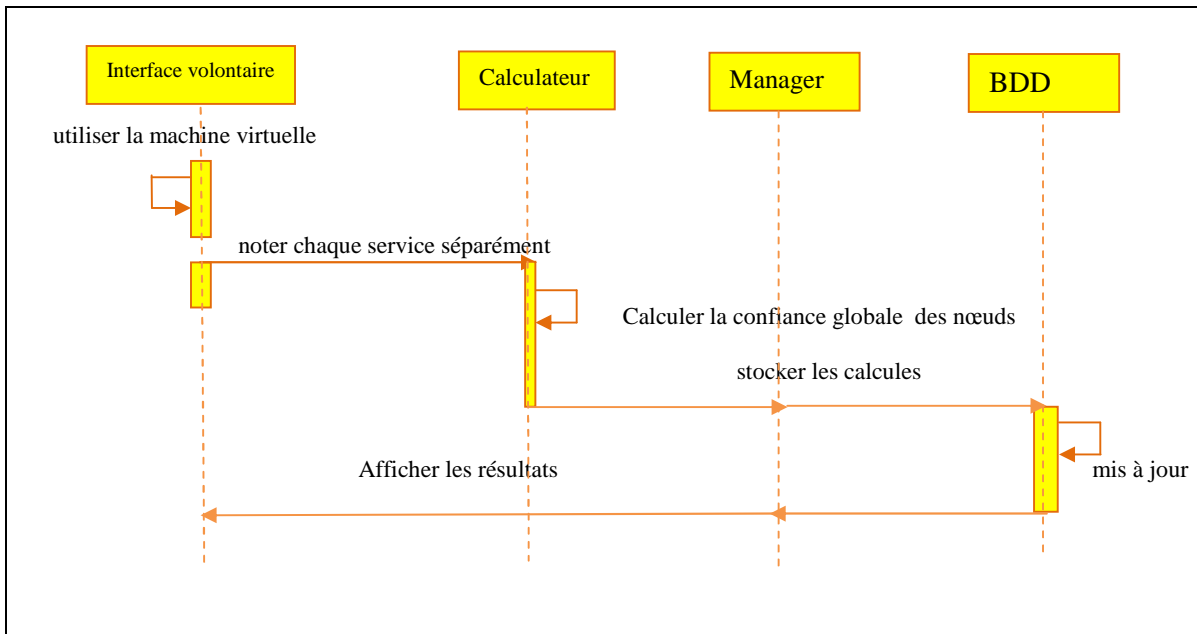 Interface volontaire
Calculateur
Manager
BDD
utiliser la machine virtuelle
noter chaque service séparément
Calculer la confiance globale des nœuds
stocker les calcules
Afficher les résultats
mis à jour